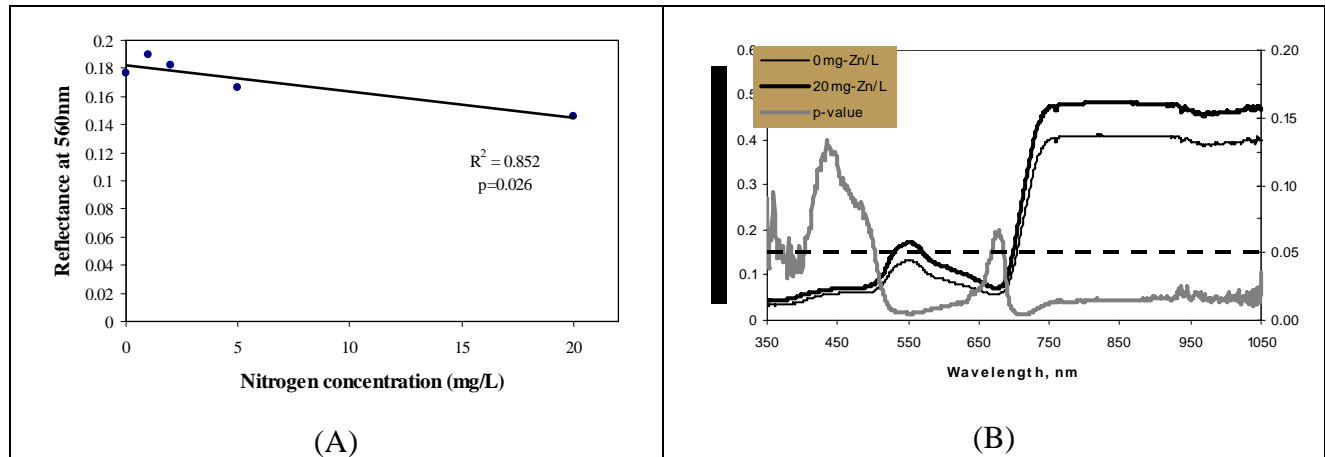 0.2
0.18
0.16
0.14
0.12
0.1
0.08
0.06
0.04
0.02
0
Reflectance at 560nm
R² = 0.852
p=0.026
0 5 10 15 20
Nitrogen concentration (mg/L)
(A)
0.6
0.5
0.4
0.3
0.2
0.1
0
0 mg-Zn/L
20 mg-Zn/L
p-value
0.20
0.15
0.10
0.05
0.00
350 450 550 650 750 850 950 1050
Wavelength, nm
(B)